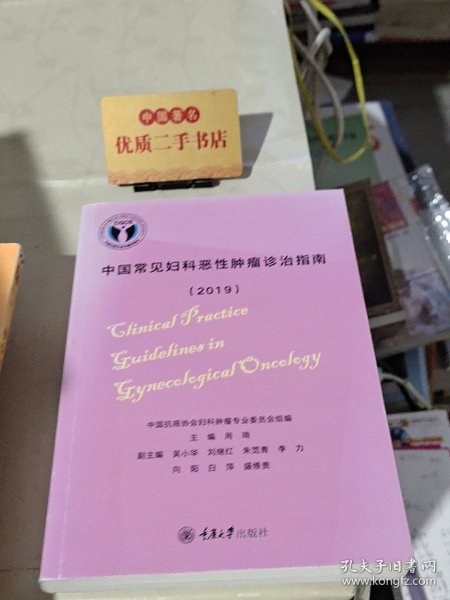 中国著名
优质二手书店
CGCS
中国常见妇科恶性肿瘤诊治指南
(2019)
Clinical Practice
Guidelines in
Gynecological Oncology
中国抗癌协会妇科肿瘤专业委员会组编
主 编 周 琦
副主编 吴小华 刘继红 朱笕青 李 力
向 阳 白 萍 盛修贵
重庆大学出版社
孔夫子旧书网
www.kongfz.com